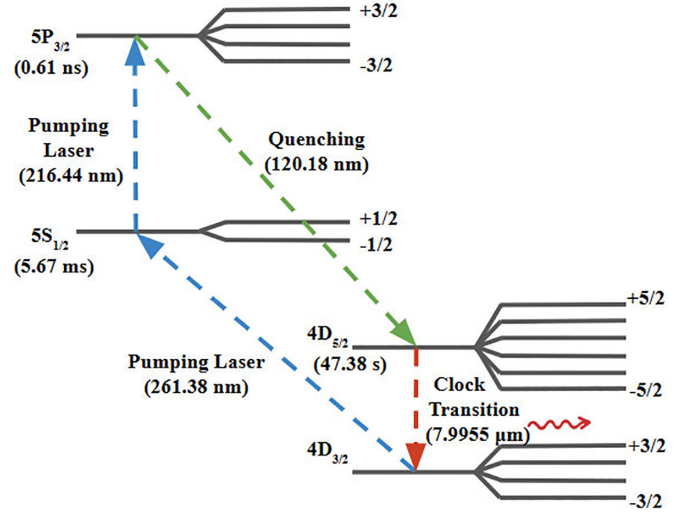 +3/2
5P3/2
(0.61 ns)
-3/2
Pumping
Laser
(216.44 nm)
Quenching
(120.18 nm)
+1/2
5S1/2
-1/2
(5.67 ms)
+5/2
4D5/2
(47.38 s)
Pumping Laser
(261.38 nm)
-5/2
Clock
Transition
(7.9955 μm)
+3/2
4D3/2
-3/2